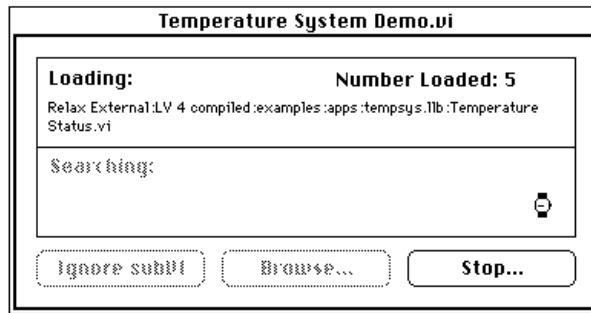 Temperature System Demo.vi
Loading: Number Loaded: 5
Relax External:LV 4 compiled:examples:apps:tempsys.llb:Temperature
Status.vi
Searching:
Ignore subVI Browse... Stop...